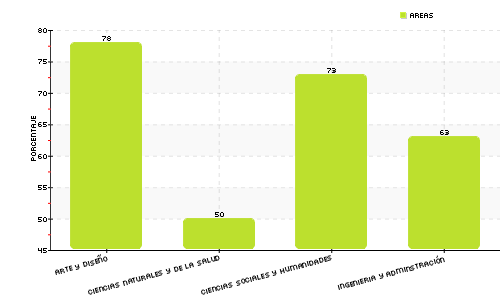 AREAS
PORCENTAJE
80
75
70
65
60
55
50
45
78
50
73
63
ARTE Y DISEÑO
CIENCIAS NATURALES Y DE LA SALUD
CIENCIAS SOCIALES Y HUMANIDADES
INGENIERIA Y ADMINSTRACIÓN